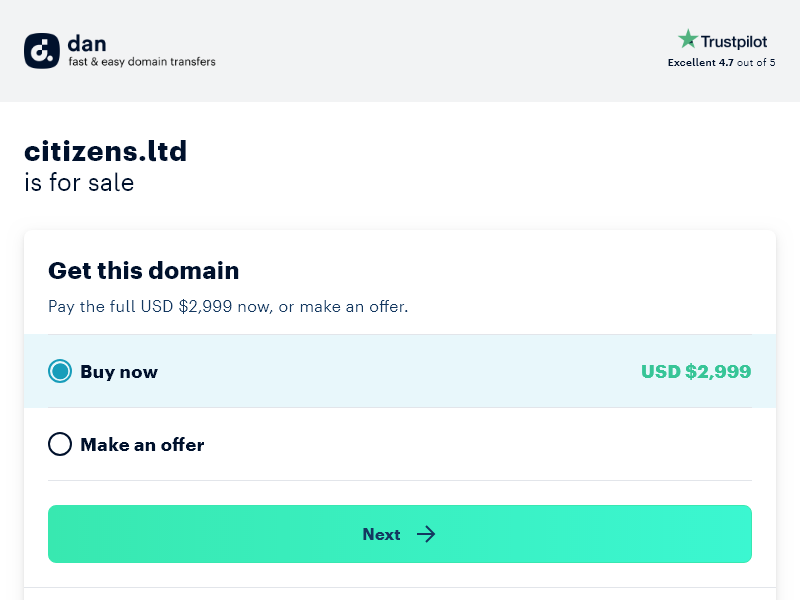 dan
fast & easy domain transfers
Trustpilot
Excellent 4.7 out of 5
citizens.ltd
is for sale
Get this domain
Pay the full USD $2,999 now, or make an offer.
Buy now
USD $2,999
Make an offer
Next